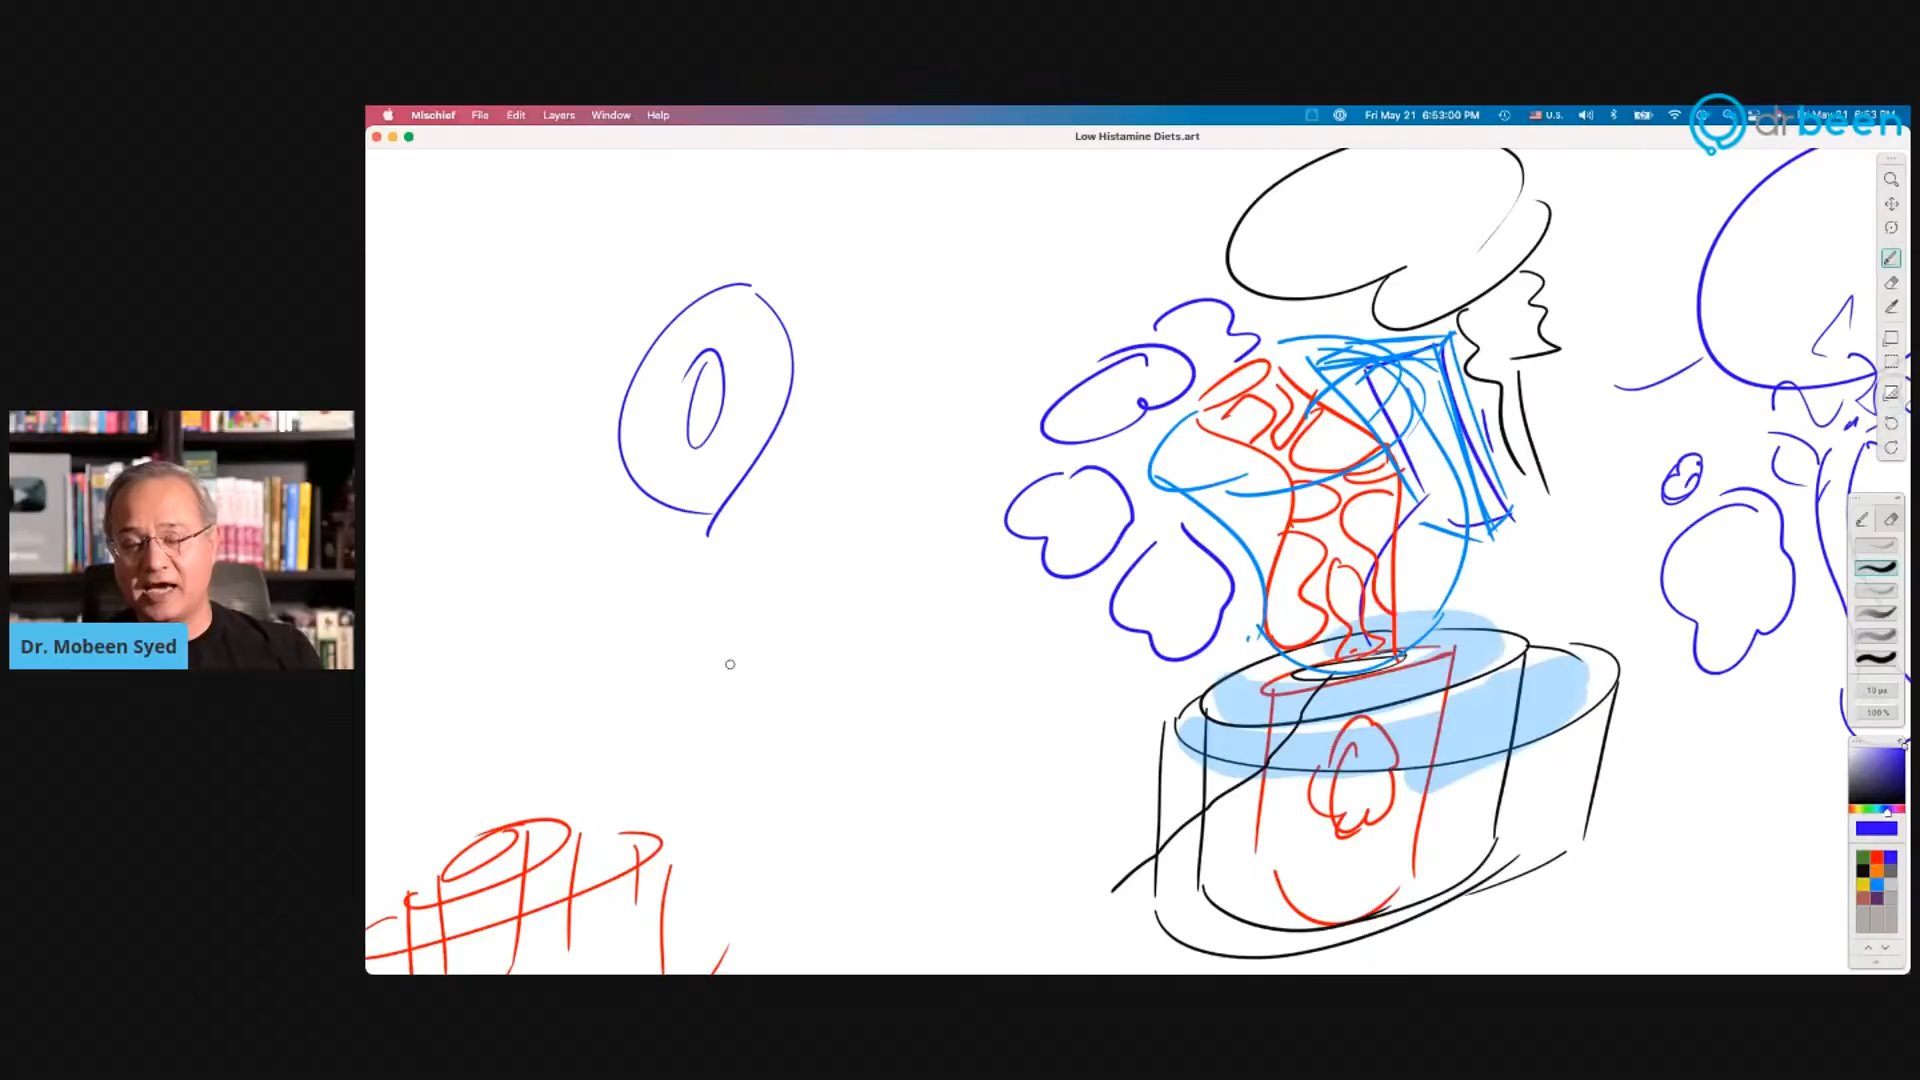 Mischief File Edit Layers Window Help
Fri May 21 6:53:00 PM
U.S.
drbeen
Low Histamine Diets.art
Dr. Mobeen Syed
10 px
100%